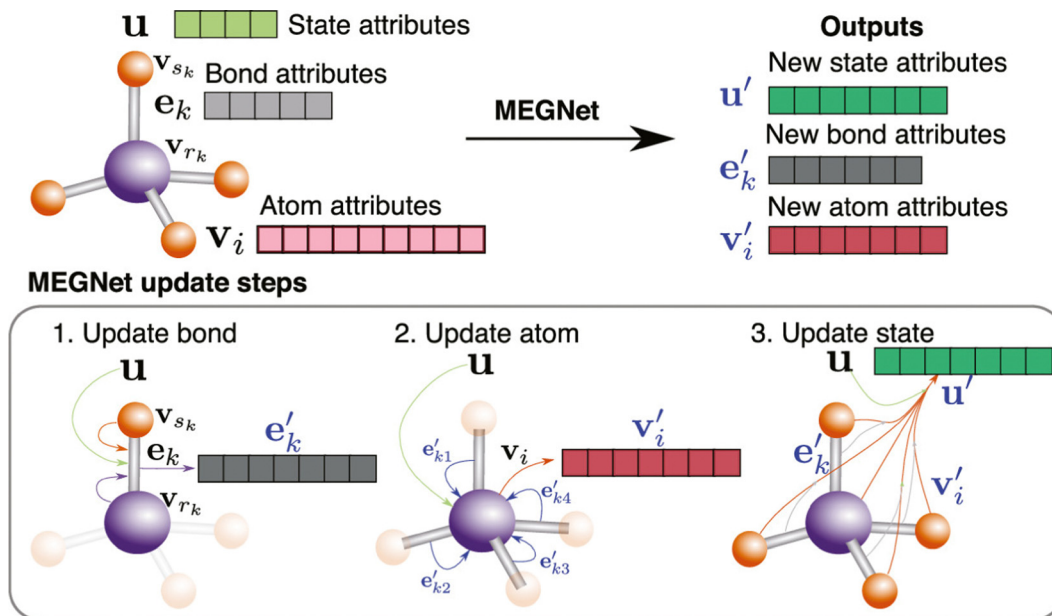 u State attributes
v_{s_k}
Bond attributes
e_k
v_{r_k}
Atom attributes
v_i
MEGNet
Outputs
New state attributes
u′
New bond attributes
e′_k
New atom attributes
v′_i
MEGNet update steps
1. Update bond
u
v_{s_k}
e_k
e′_k
v_{r_k}
2. Update atom
u
v_i
v′_i
e′_{k1}
e′_{k4}
e′_{k2}
e′_{k3}
3. Update state
u
u′
e′_k
v′_i